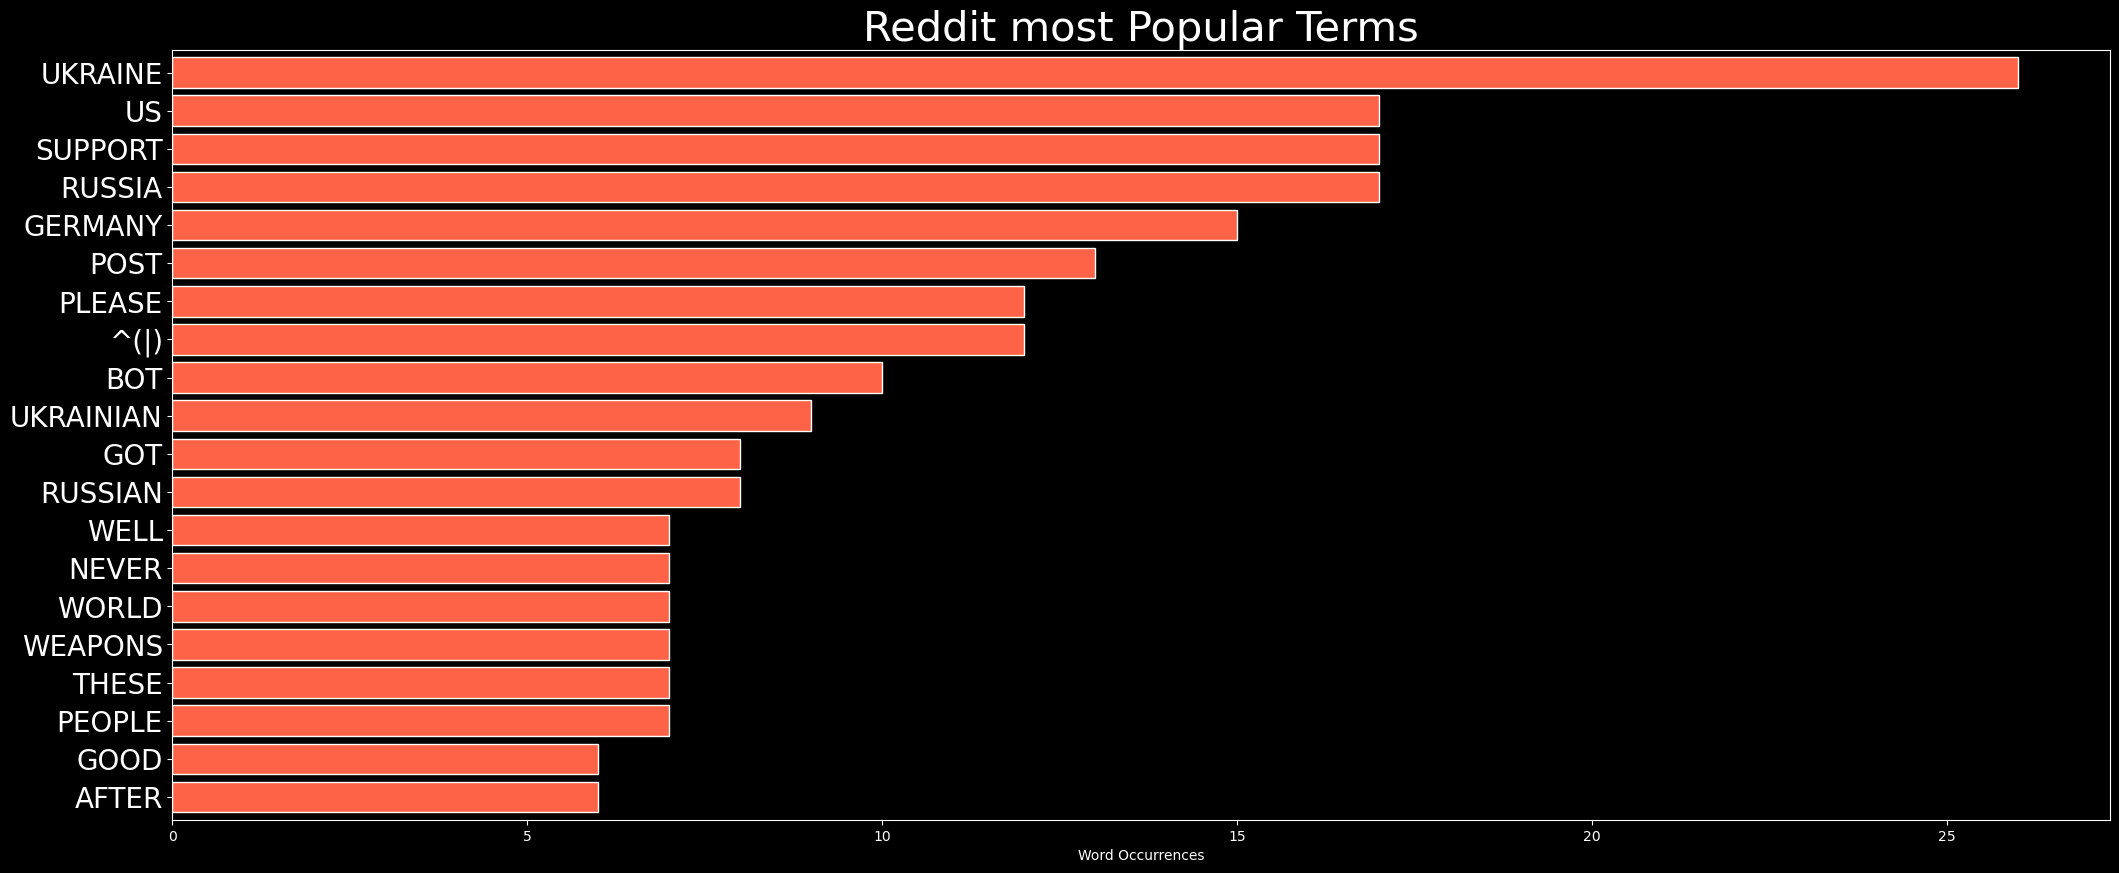 Reddit most Popular Terms
UKRAINE
US
SUPPORT
RUSSIA
GERMANY
POST
PLEASE
^(|)
BOT
UKRAINIAN
GOT
RUSSIAN
WELL
NEVER
WORLD
WEAPONS
THESE
PEOPLE
GOOD
AFTER
0 5 10 15 20 25
Word Occurrences